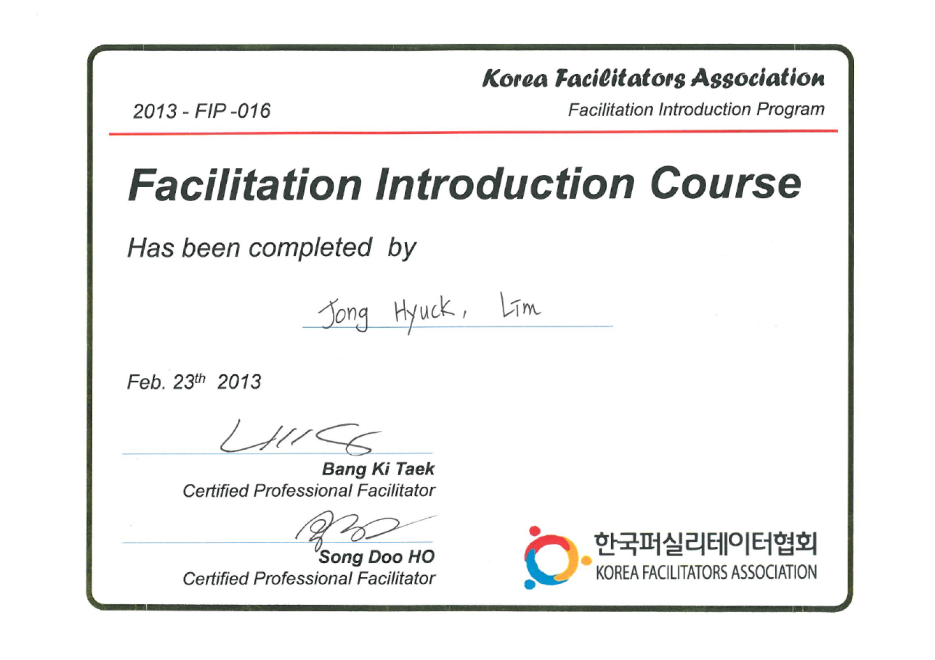 Korea Facilitators Association
2013 - FIP -016
Facilitation Introduction Program
Facilitation Introduction Course
Has been completed by
Jong Hyuck, Lim
Feb. 23th 2013
Bang Ki Taek
Certified Professional Facilitator
Song Doo HO
Certified Professional Facilitator
한국퍼실리테이터협회
KOREA FACILITATORS ASSOCIATION